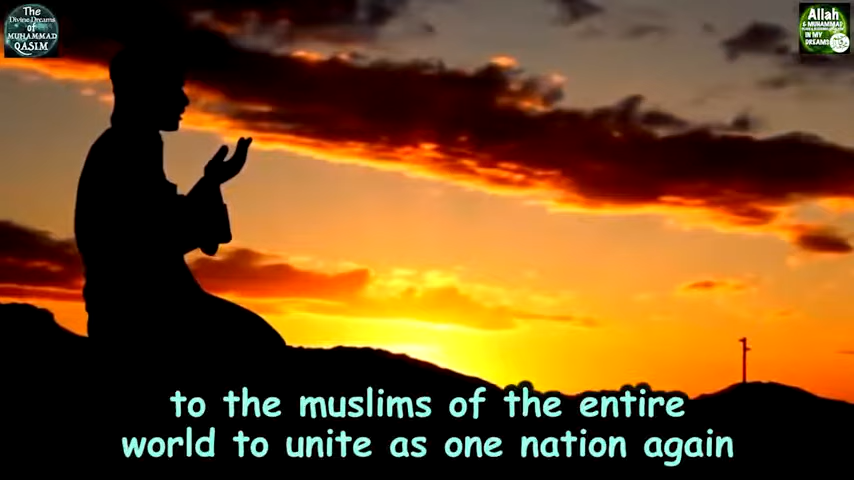 The
Divine Dreams
of
MUHAMMAD
QASIM
Allah
& MUHAMMAD
IN MY
DREAMS
to the muslims of the entire
world to unite as one nation again